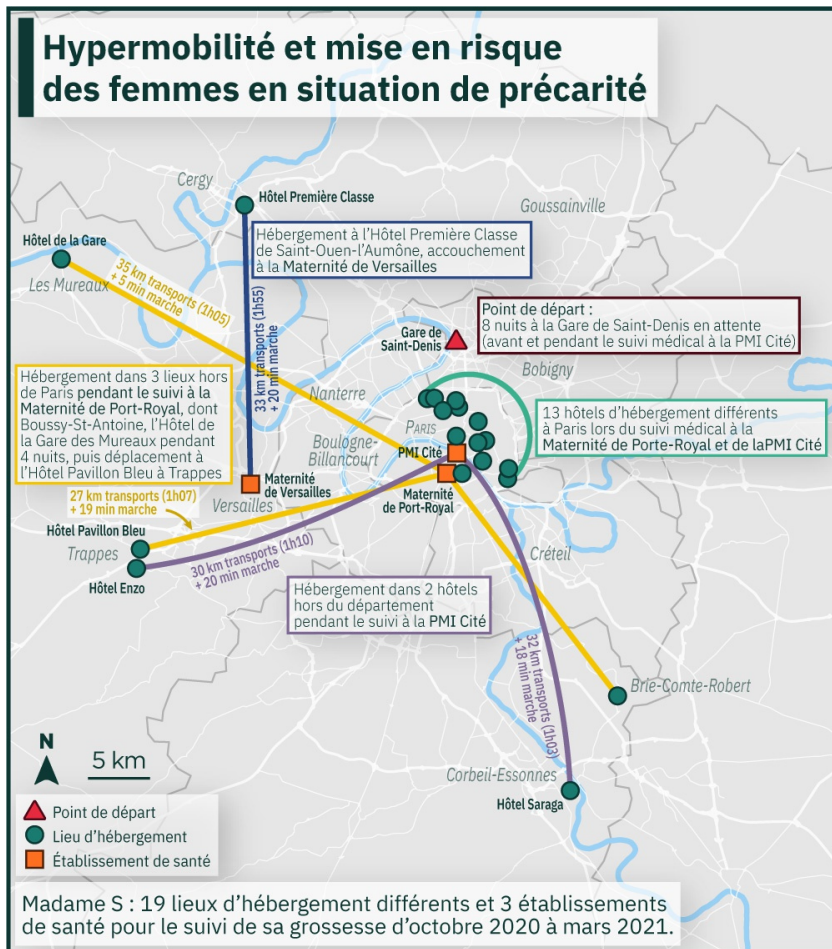 Hypermobilité et mise en risque
des femmes en situation de précarité
Cergy
Hôtel Première Classe
Goussainville
Hôtel de la Gare
Les Mureaux
Hébergement à l'Hôtel Première Classe
de Saint-Ouen-l'Aumône, accouchement
à la Maternité de Versailles
35 km transports (1h05)
+ 5 min marche
33 km transports (1h55)
+ 20 min marche
Gare de
Saint-Denis
Point de départ :
8 nuits à la Gare de Saint-Denis en attente
(avant et pendant le suivi médical à la PMI Cité)
Bobigny
Hébergement dans 3 lieux hors
de Paris pendant le suivi à la
Maternité de Port-Royal, dont
Boussy-St-Antoine, l'Hôtel de
la Gare des Mureaux pendant
4 nuits, puis déplacement à
l'Hôtel Pavillon Bleu à Trappes
Nanterre
Boulogne-
Billancourt
PARIS
PMI Cité
13 hôtels d'hébergement différents
à Paris lors du suivi médical à la
Maternité de Porte-Royal et de laPMI Cité
Maternité
de Versailles
Versailles
Maternité
de Port-Royal
27 km transports (1h07)
+ 19 min marche
Hôtel Pavillon Bleu
Trappes
Hôtel Enzo
30 km transports (1h10)
+ 20 min marche
Créteil
Hébergement dans 2 hôtels
hors du département
pendant le suivi à la PMI Cité
32 km transports (1h03)
+ 18 min marche
Brie-Comte-Robert
N
5 km
Corbeil-Essonnes
Hôtel Saraga
Point de départ
Lieu d'hébergement
Établissement de santé
Madame S : 19 lieux d'hébergement différents et 3 établissements
de santé pour le suivi de sa grossesse d'octobre 2020 à mars 2021.